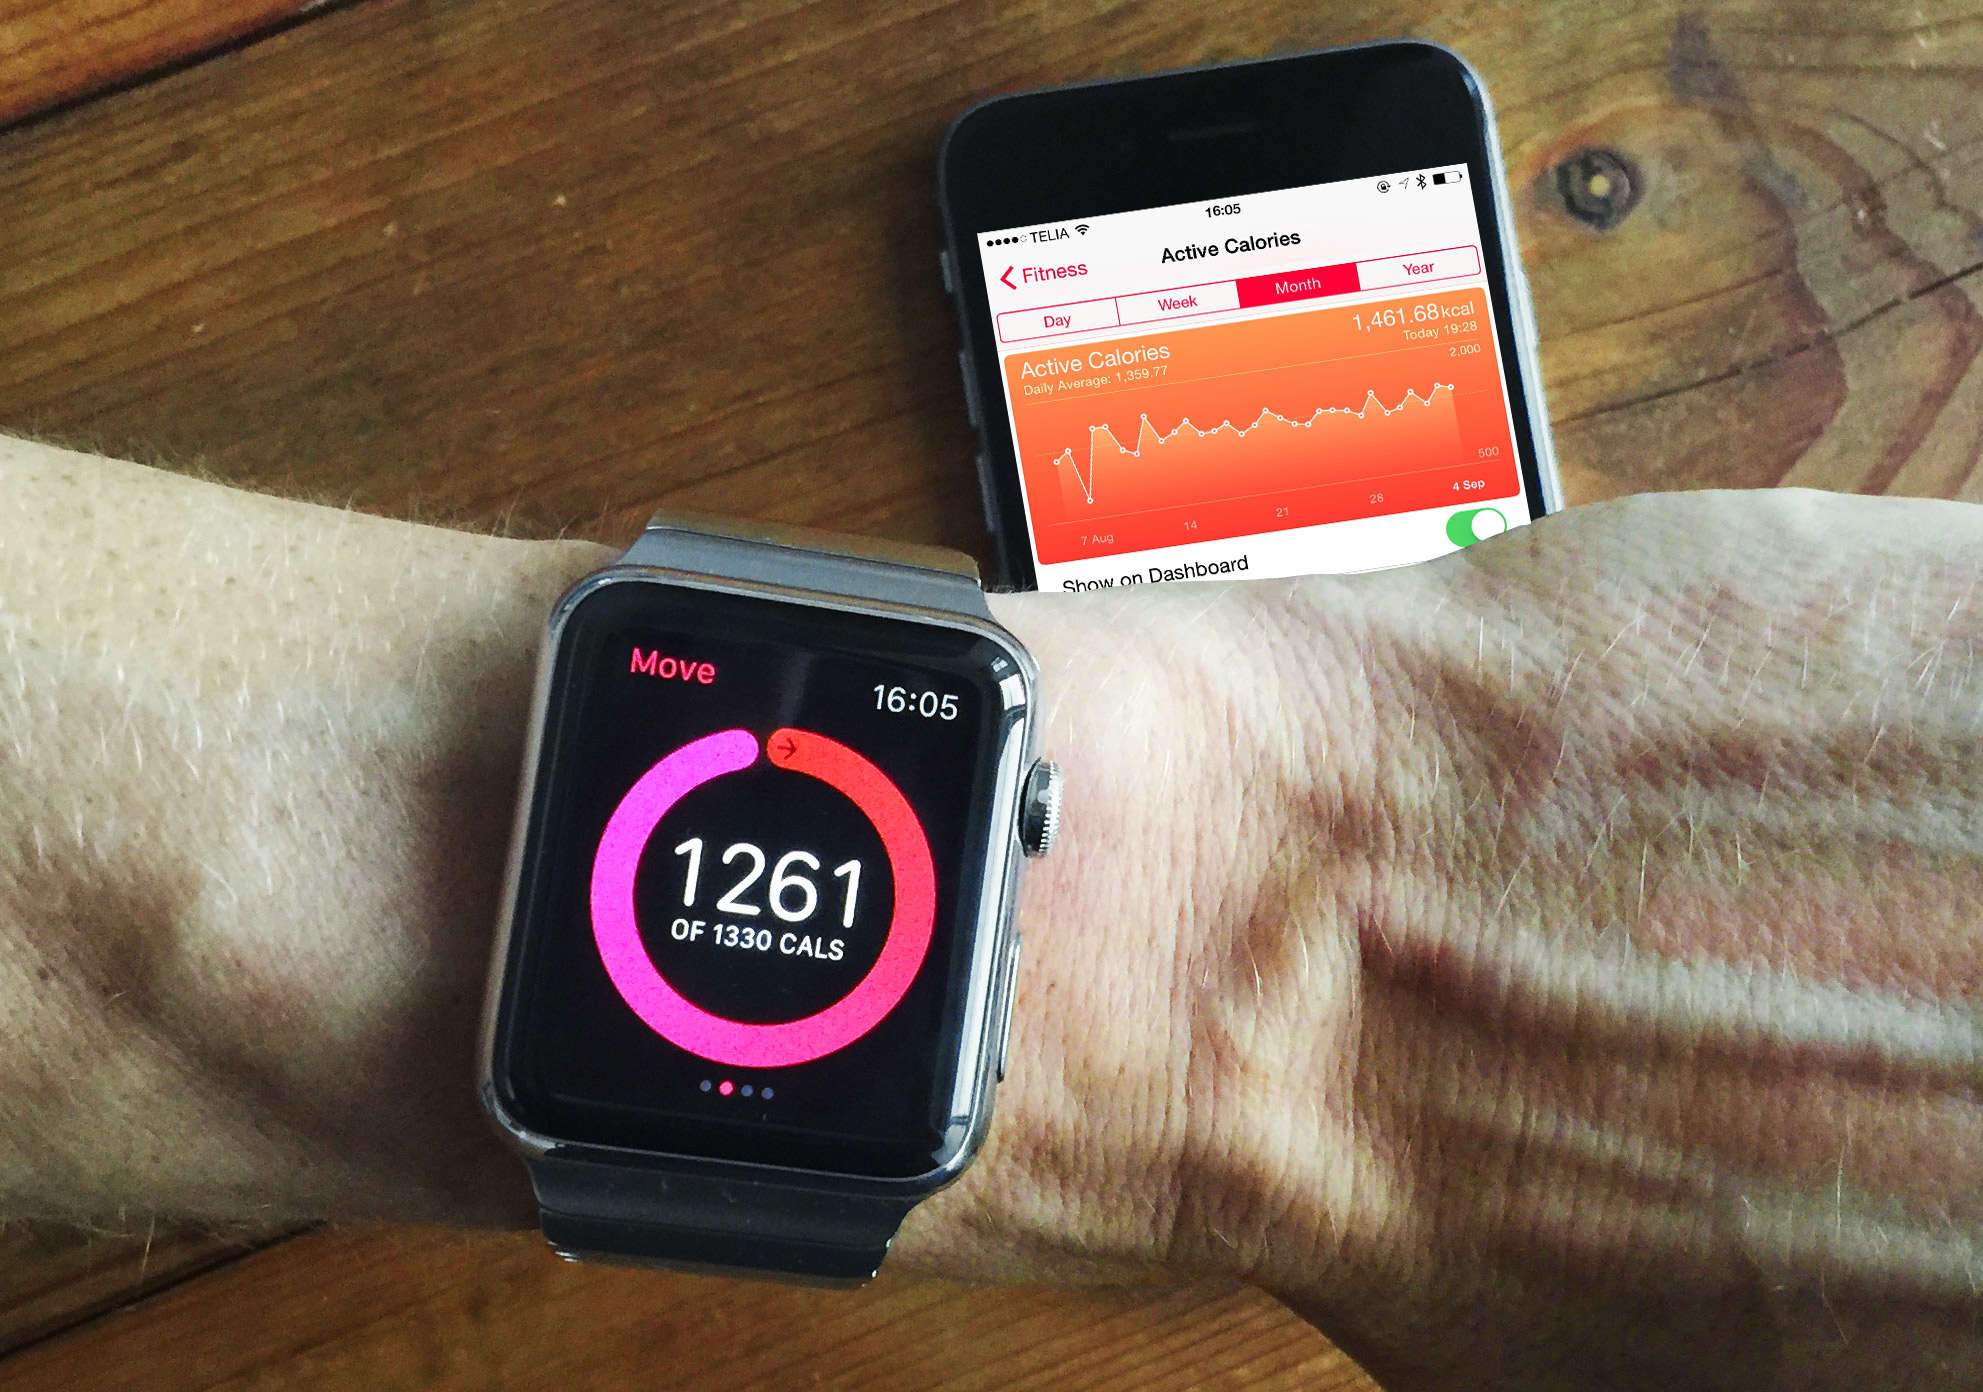 TELIA
16:05
Fitness
Active Calories
Day
Week
Month
Year
1,461.68 kcal
Today 19:28
Active Calories
Daily Average: 1,359.77
2,000
500
7 Aug
14
21
28
4 Sep
Show on Dashboard
Move
16:05
1261
OF 1330 CALS